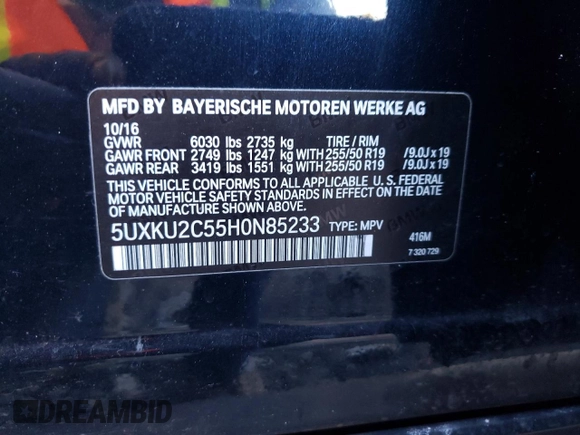 MFD BY BAYERISCHE MOTOREN WERKE AG
10/16
GVWR 6030 lbs 2735 kg TIRE / RIM
GAWR FRONT 2749 lbs 1247 kg WITH 255/50 R19 /9.0J x 19
GAWR REAR 3419 lbs 1551 kg WITH 255/50 R19 /9.0J x 19
THIS VEHICLE CONFORMS TO ALL APPLICABLE U. S. FEDERAL
MOTOR VEHICLE SAFETY STANDARDS IN EFFECT ON THE DATE
OF MANUFACTURE SHOWN ABOVE.
5UXKU2C55H0N85233 TYPE: MPV
416M
7 320 729
DREAMBID